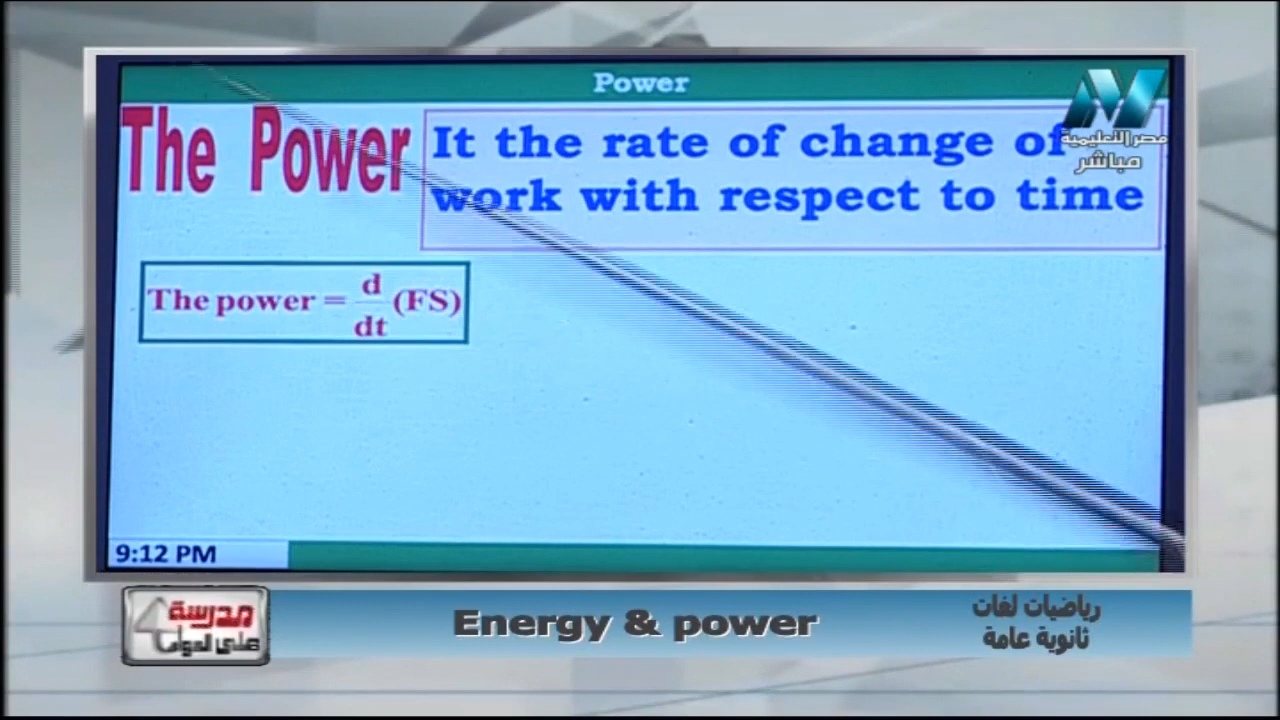 Power
The Power
It the rate of change of
work with respect to time
مصر التعليمية
مباشر
The power = d/dt (FS)
9:12 PM
مدرسة
على الهواء
Energy & power
رياضيات لغات
ثانوية عامة